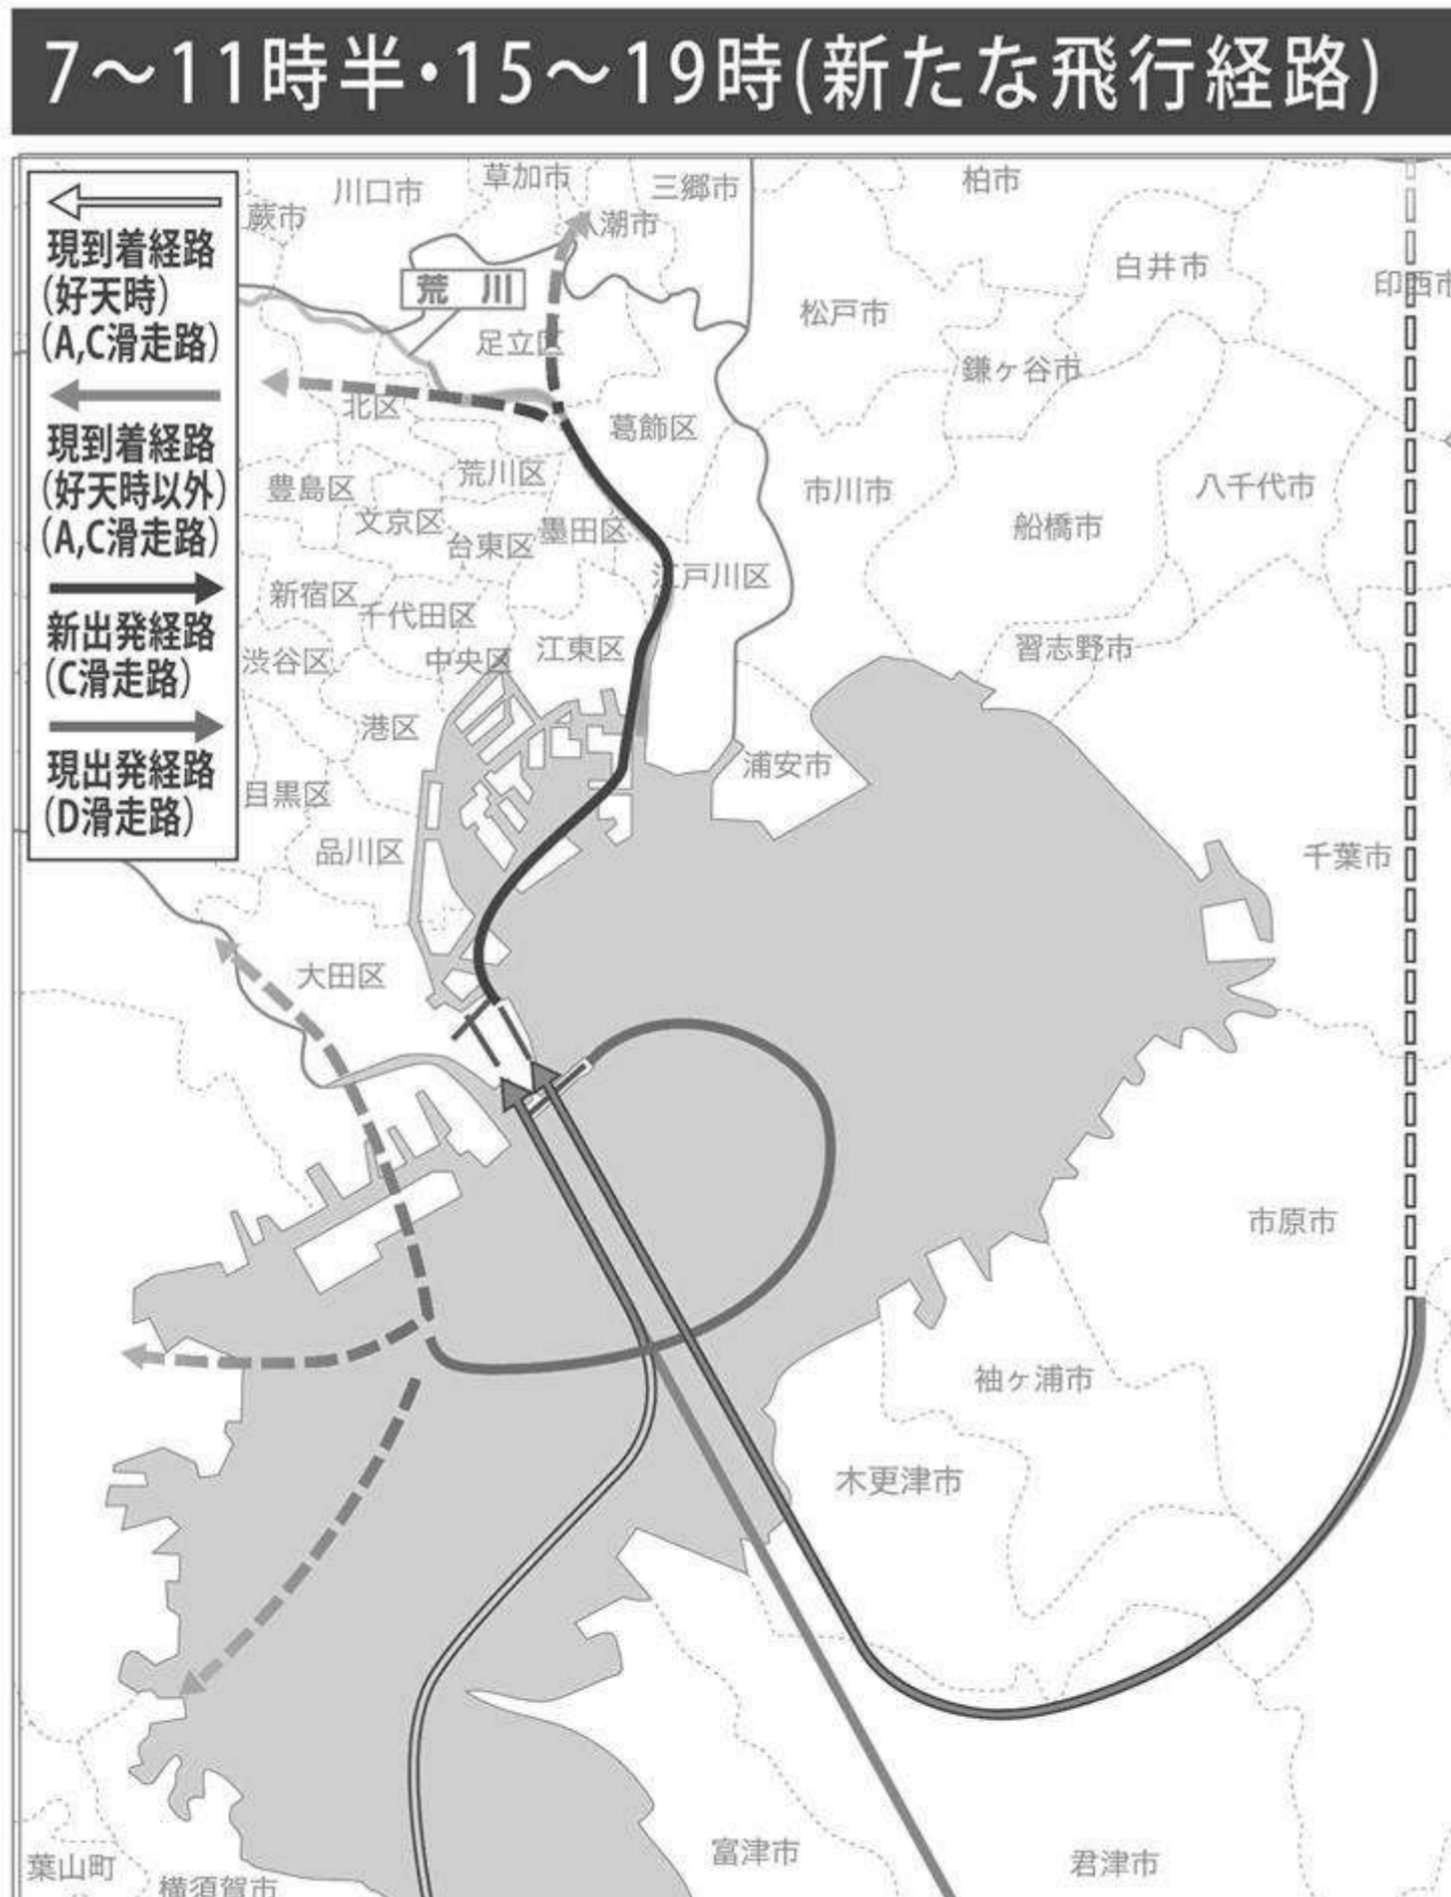 7～11時半・15～19時(新たな飛行経路)
現到着経路
(好天時)
(A,C滑走路)
現到着経路
(好天時以外)
(A,C滑走路)
新出発経路
(C滑走路)
現出発経路
(D滑走路)
川口市
草加市
三郷市
柏市
蕨市
八潮市
荒　川
白井市
印西市
松戸市
足立区
鎌ヶ谷市
北区
葛飾区
荒川区
豊島区
市川市
八千代市
文京区
台東区
墨田区
船橋市
新宿区
千代田区
江戸川区
渋谷区
中央区
江東区
習志野市
港区
浦安市
目黒区
品川区
千葉市
大田区
市原市
袖ヶ浦市
木更津市
富津市
君津市
葉山町
横須賀市